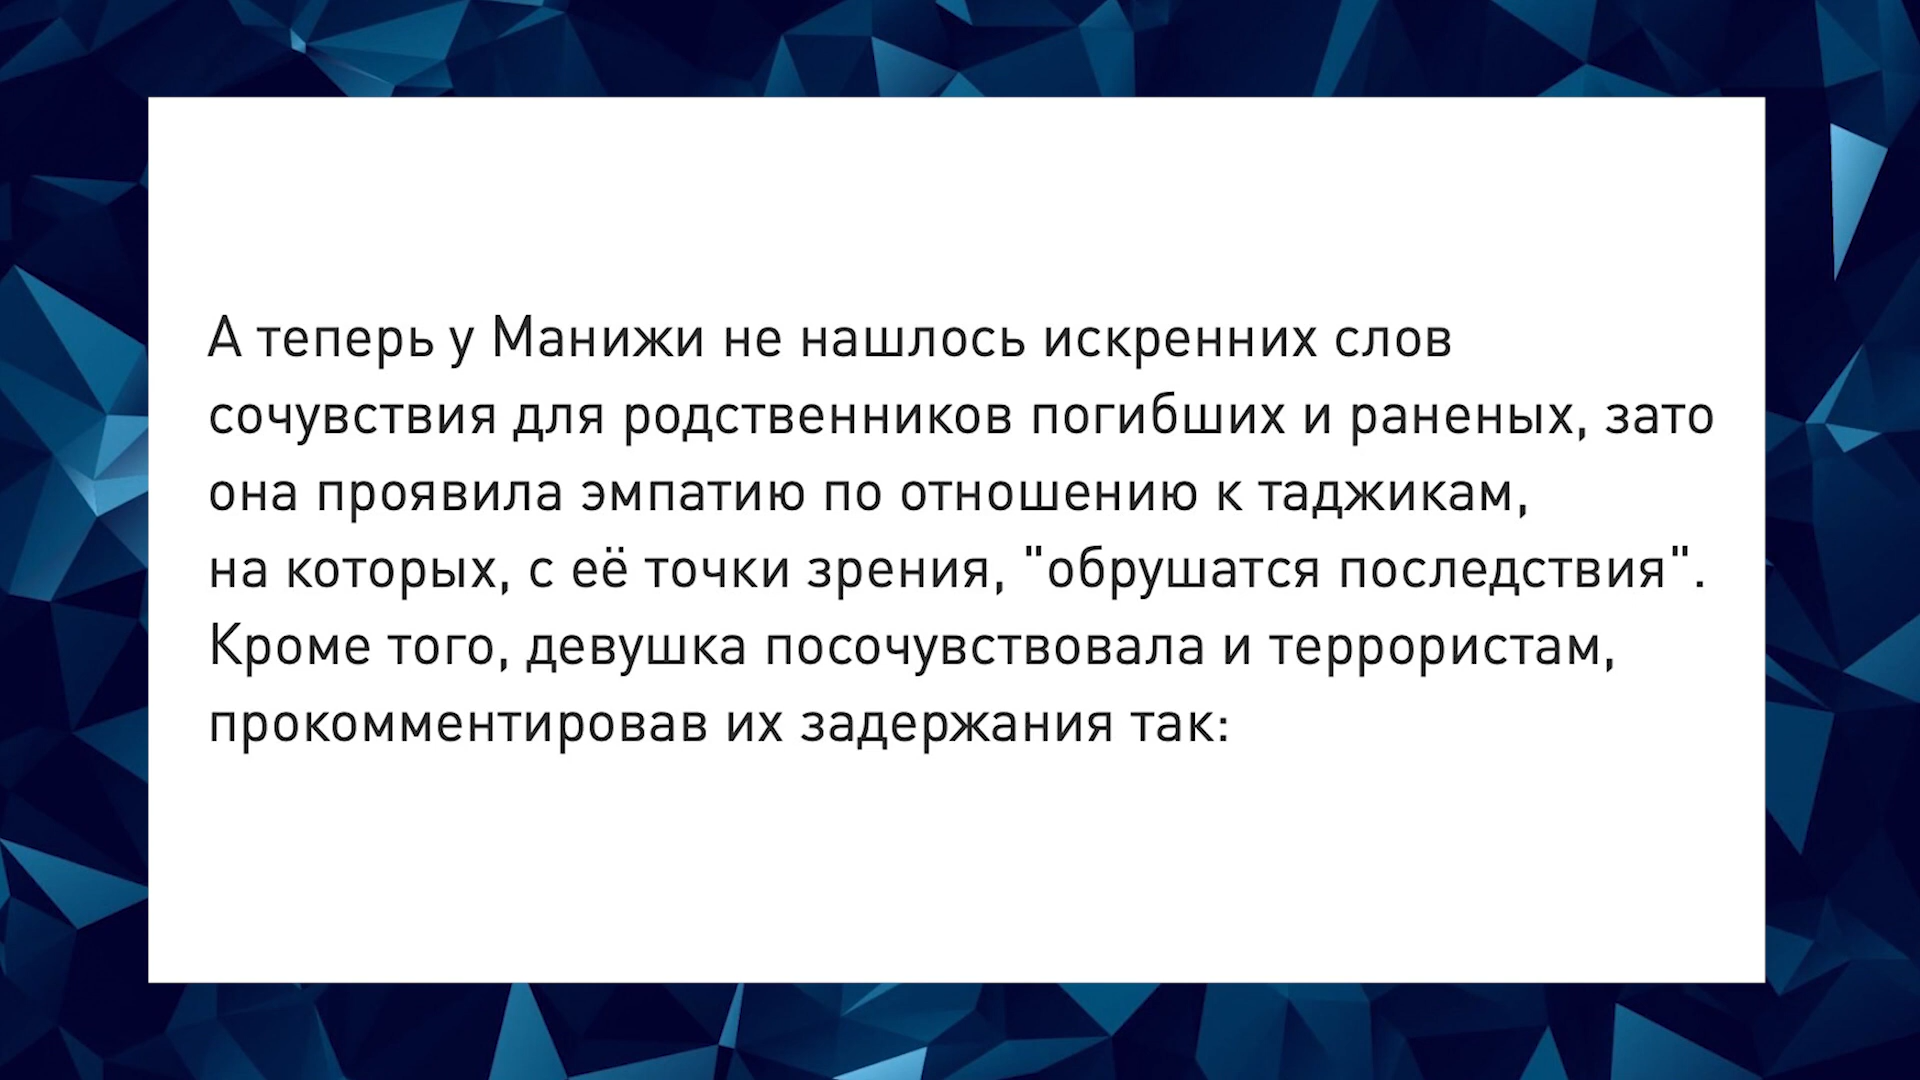 А теперь у Манижи не нашлось искренних слов
сочувствия для родственников погибших и раненых, зато
она проявила эмпатию по отношению к таджикам,
на которых, с её точки зрения, "обрушатся последствия".
Кроме того, девушка посочувствовала и террористам,
прокомментировав их задержания так: